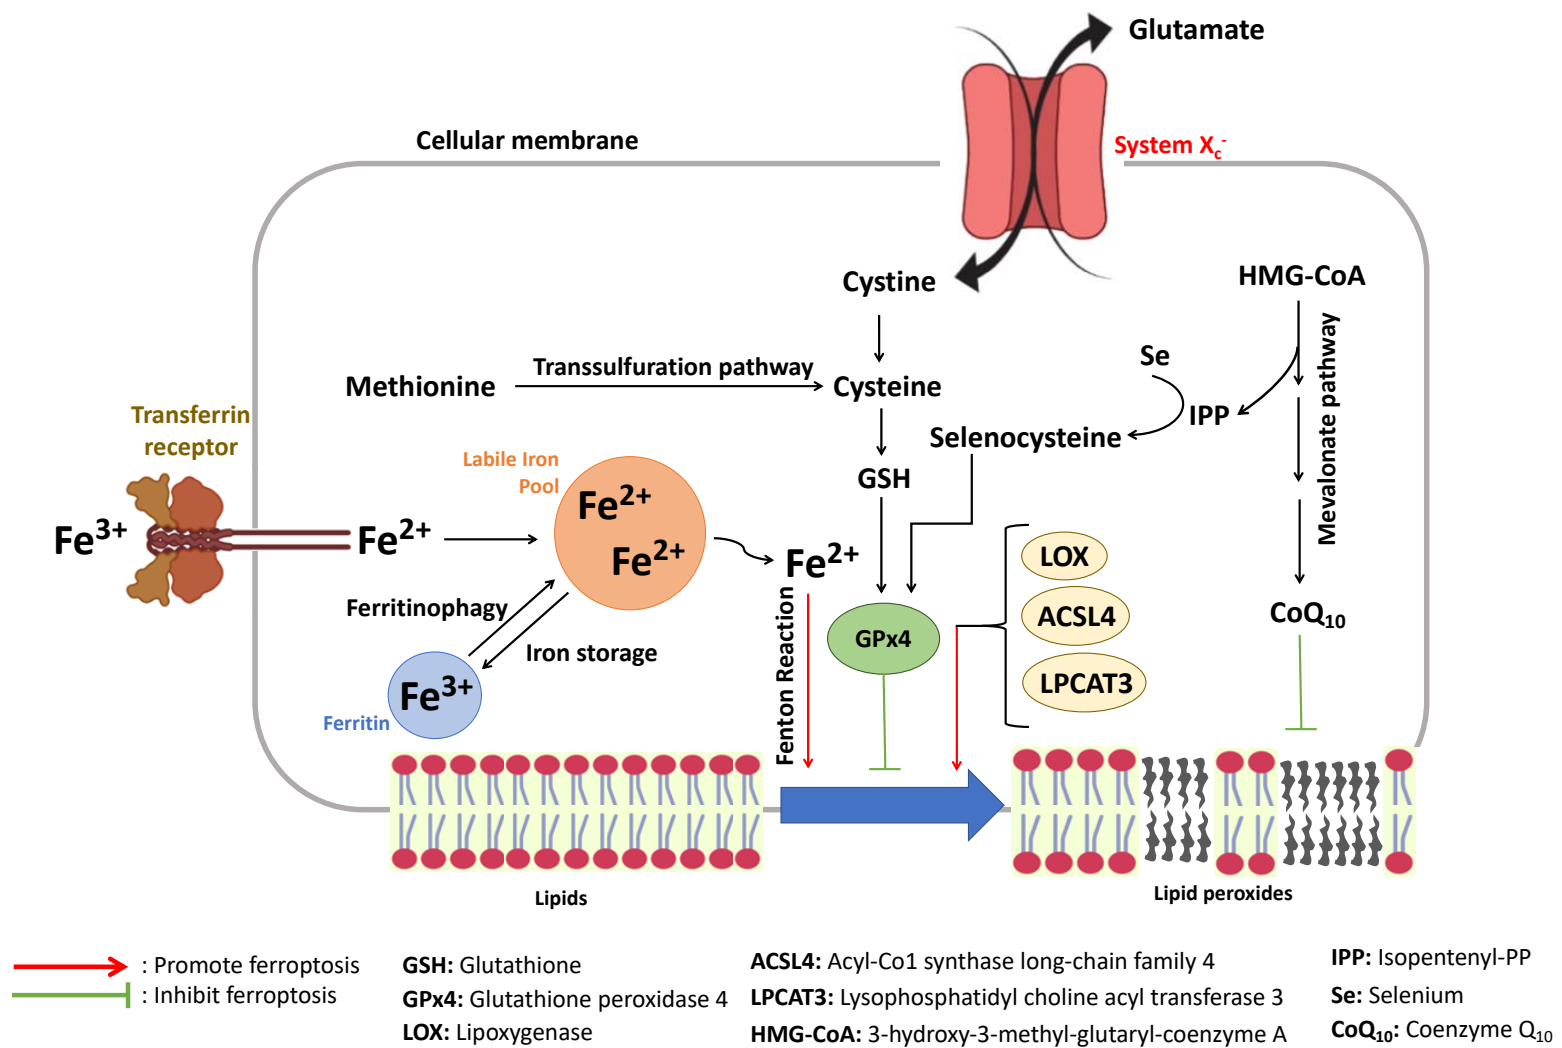 Glutamate
Cellular membrane
System X_c^-
Cystine
HMG-CoA
Transsulfuration pathway
Methionine
Cysteine
Se
IPP
Mevalonate pathway
Transferrin
receptor
Selenocysteine
Labile Iron
Pool
GSH
Fe³⁺
Fe²⁺
Fe²⁺
Fe²⁺
Fe²⁺
LOX
Ferritinophagy
ACSL4
CoQ₁₀
Fenton Reaction
GPx4
Iron storage
LPCAT3
Fe³⁺
Ferritin
Lipids
Lipid peroxides
: Promote ferroptosis
: Inhibit ferroptosis
GSH: Glutathione
GPx4: Glutathione peroxidase 4
LOX: Lipoxygenase
ACSL4: Acyl-Co1 synthase long-chain family 4
LPCAT3: Lysophosphatidyl choline acyl transferase 3
HMG-CoA: 3-hydroxy-3-methyl-glutaryl-coenzyme A
IPP: Isopentenyl-PP
Se: Selenium
CoQ₁₀: Coenzyme Q₁₀